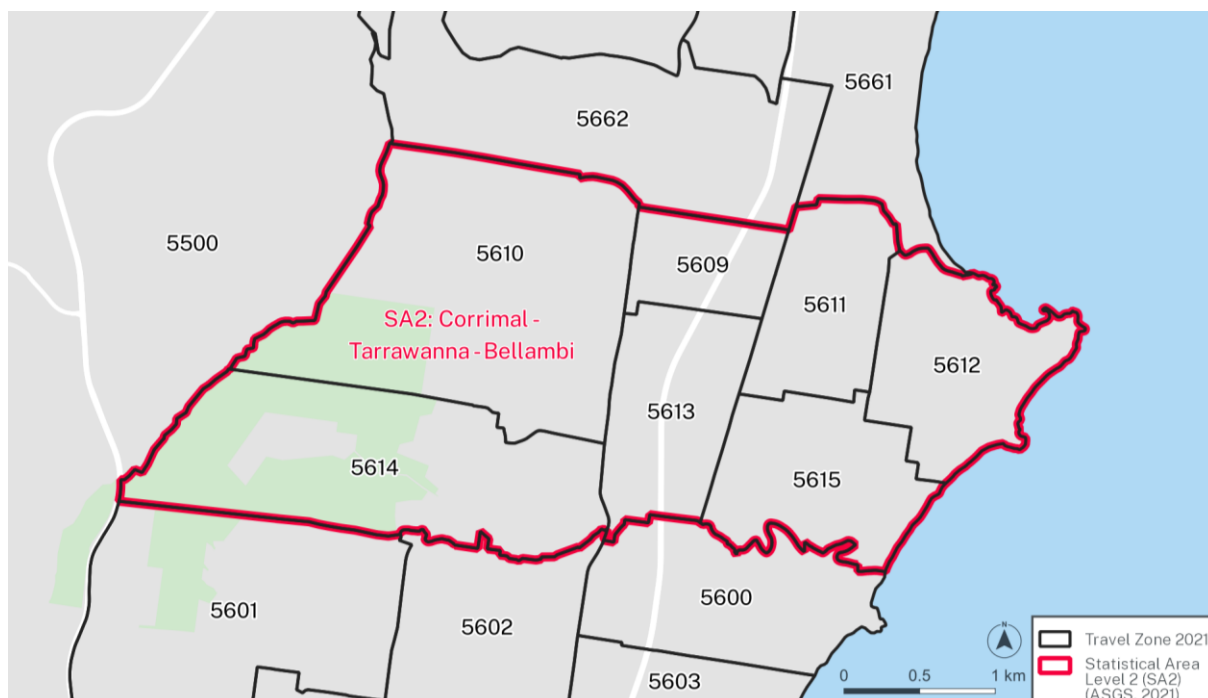 5661
5662
5500
5610
5609
5611
SA2: Corrimal -
Tarrawanna - Bellambi
5612
5613
5614
5615
5600
5601
5602
5603
0 0.5 1 km
Travel Zone 2021
Statistical Area
Level 2 (SA2)
(ASGS, 2021)